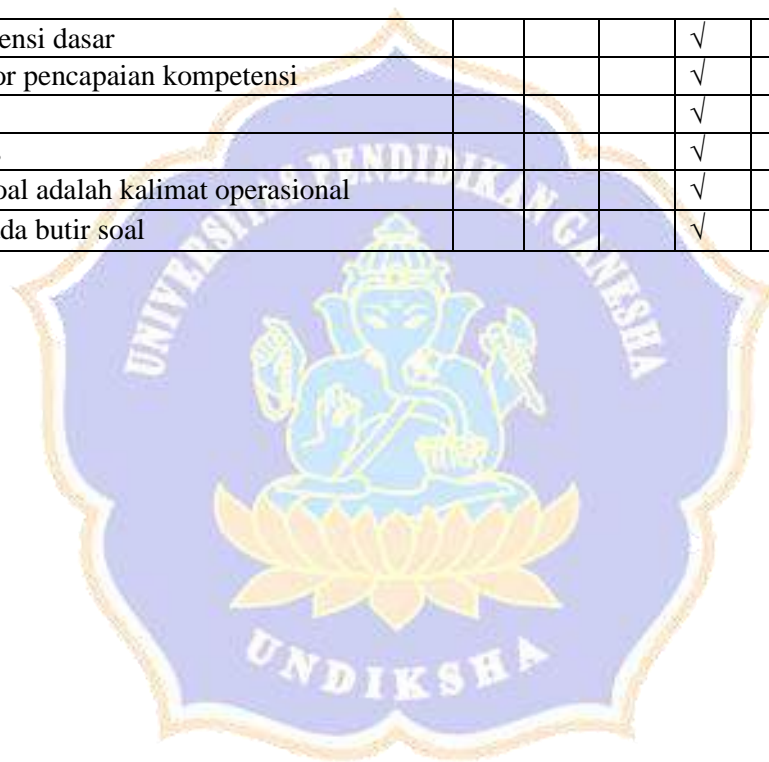 ensi dasar √
or pencapaian kompetensi √
√
√
oal adalah kalimat operasional √
da butir soal √
UNIVERSITAS PENDIDIKAN GANESHA
UNDIKSHA